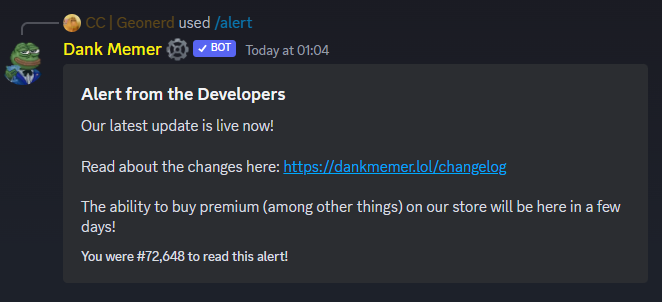 CC | Geonerd used /alert
Dank Memer BOT Today at 01:04
Alert from the Developers
Our latest update is live now!
Read about the changes here: https://dankmemer.lol/changelog
The ability to buy premium (among other things) on our store will be here in a few
days!
You were #72,648 to read this alert!